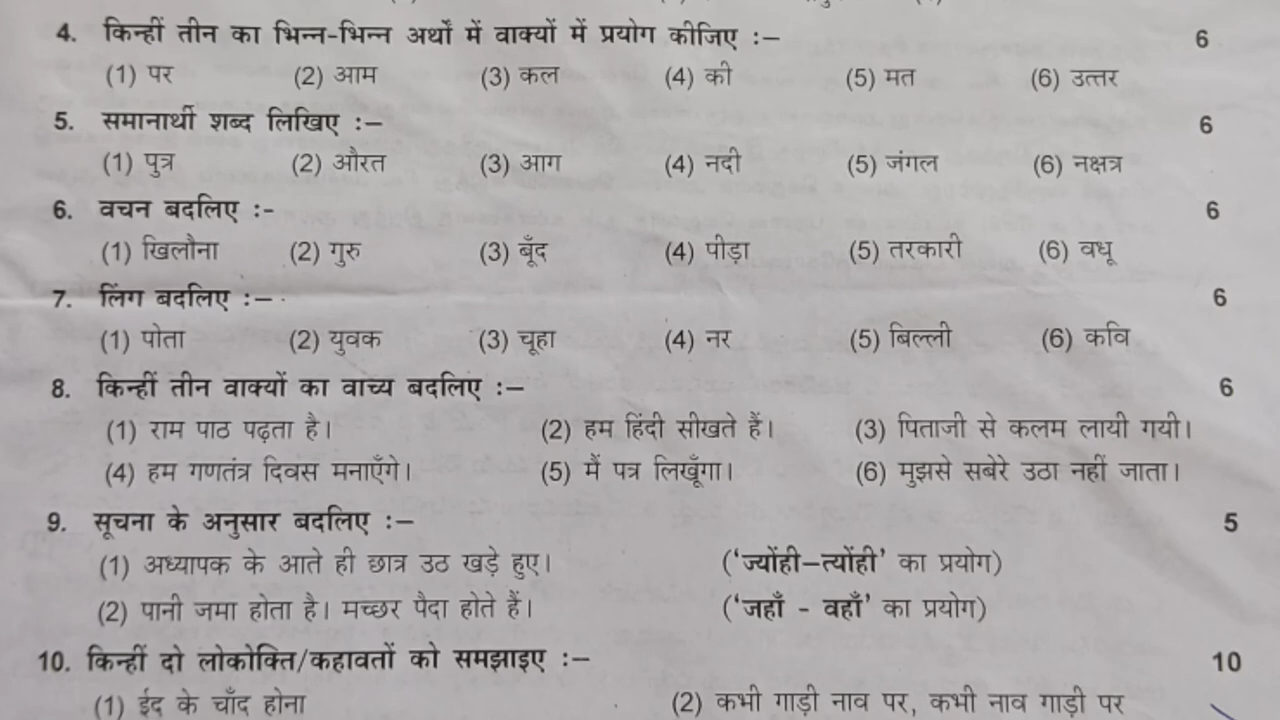 4. किन्हीं तीन का भिन्न-भिन्न अर्थों में वाक्यों में प्रयोग कीजिए :– 6
(1) पर (2) आम (3) कल (4) की (5) मत (6) उत्तर
5. समानार्थी शब्द लिखिए :– 6
(1) पुत्र (2) औरत (3) आग (4) नदी (5) जंगल (6) नक्षत्र
6. वचन बदलिए :- 6
(1) खिलौना (2) गुरु (3) बूँद (4) पीड़ा (5) तरकारी (6) वधू
7. लिंग बदलिए :– 6
(1) पोता (2) युवक (3) चूहा (4) नर (5) बिल्ली (6) कवि
8. किन्हीं तीन वाक्यों का वाच्य बदलिए :– 6
(1) राम पाठ पढ़ता है। (2) हम हिंदी सीखते हैं। (3) पिताजी से कलम लायी गयी।
(4) हम गणतंत्र दिवस मनाएँगे। (5) मैं पत्र लिखूँगा। (6) मुझसे सबेरे उठा नहीं जाता।
9. सूचना के अनुसार बदलिए :– 5
(1) अध्यापक के आते ही छात्र उठ खड़े हुए। ('ज्योंही–त्योंही' का प्रयोग)
(2) पानी जमा होता है। मच्छर पैदा होते हैं। ('जहाँ - वहाँ' का प्रयोग)
10. किन्हीं दो लोकोक्ति/कहावतों को समझाइए :– 10
(1) ईद के चाँद होना (2) कभी गाड़ी नाव पर, कभी नाव गाड़ी पर